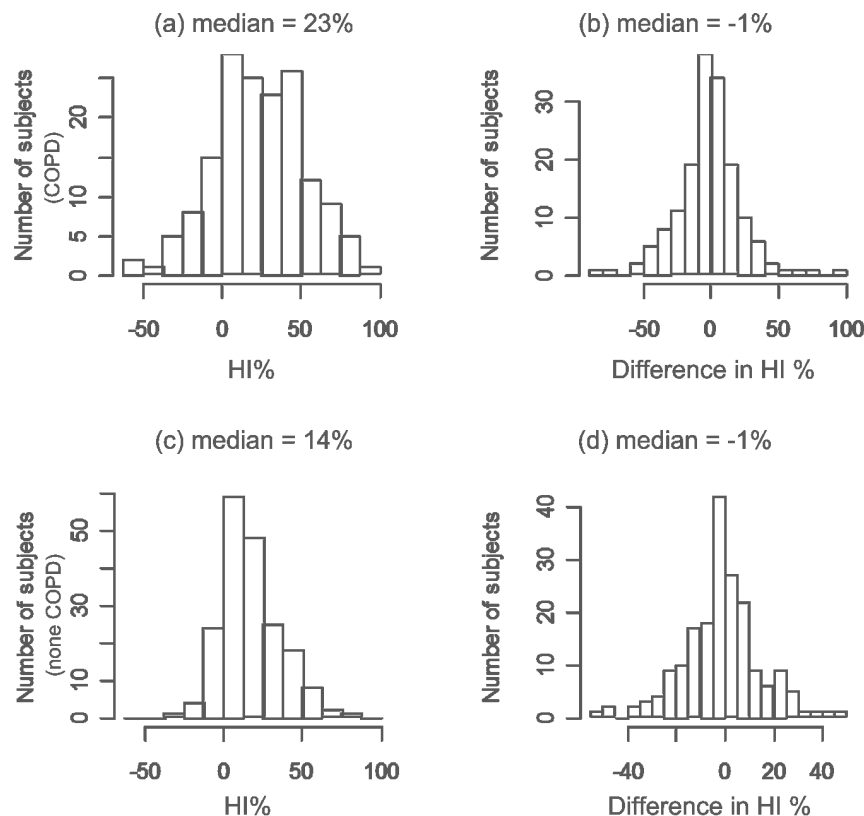 (a) median = 23%
Number of subjects
(COPD)
20
10
5
0
-50 0 50 100
HI%
(b) median = -1%
Number of subjects
30
20
10
0
-50 0 50 100
Difference in HI %
(c) median = 14%
Number of subjects
(none COPD)
50
30
10
0
-50 0 50 100
HI%
(d) median = -1%
Number of subjects
40
30
20
10
0
-40 0 20 40
Difference in HI %